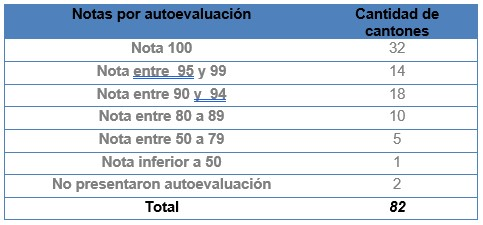 Notas por autoevaluación Cantidad de cantones
Nota 100 32
Nota entre  95 y 99 14
Nota entre 90 y  94 18
Nota entre 80 a 89 10
Nota entre 50 a 79 5
Nota inferior a 50 1
No presentaron autoevaluación 2
Total 82